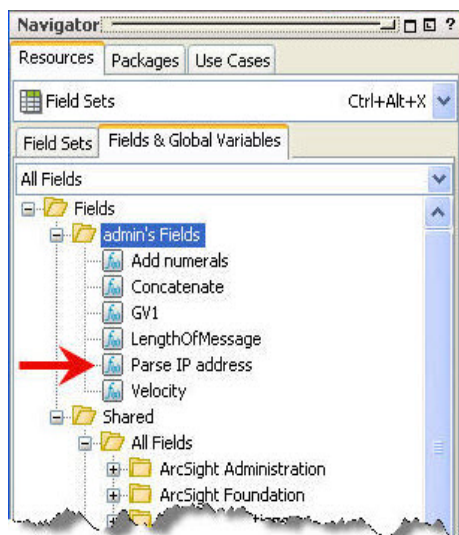 Navigator
?
Resources Packages Use Cases
Field Sets Ctrl+Alt+X
Field Sets Fields & Global Variables
All Fields
Fields
admin's Fields
Add numerals
Concatenate
GV1
LengthOfMessage
Parse IP address
Velocity
Shared
All Fields
ArcSight Administration
ArcSight Foundation